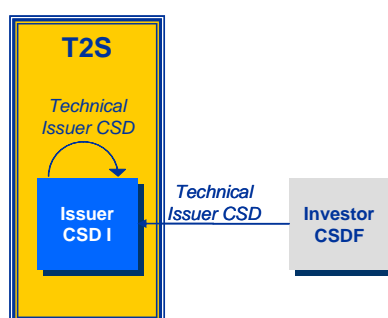 T2S
Technical
Issuer CSD
Issuer
CSD I
Technical
Issuer CSD
Investor
CSDF